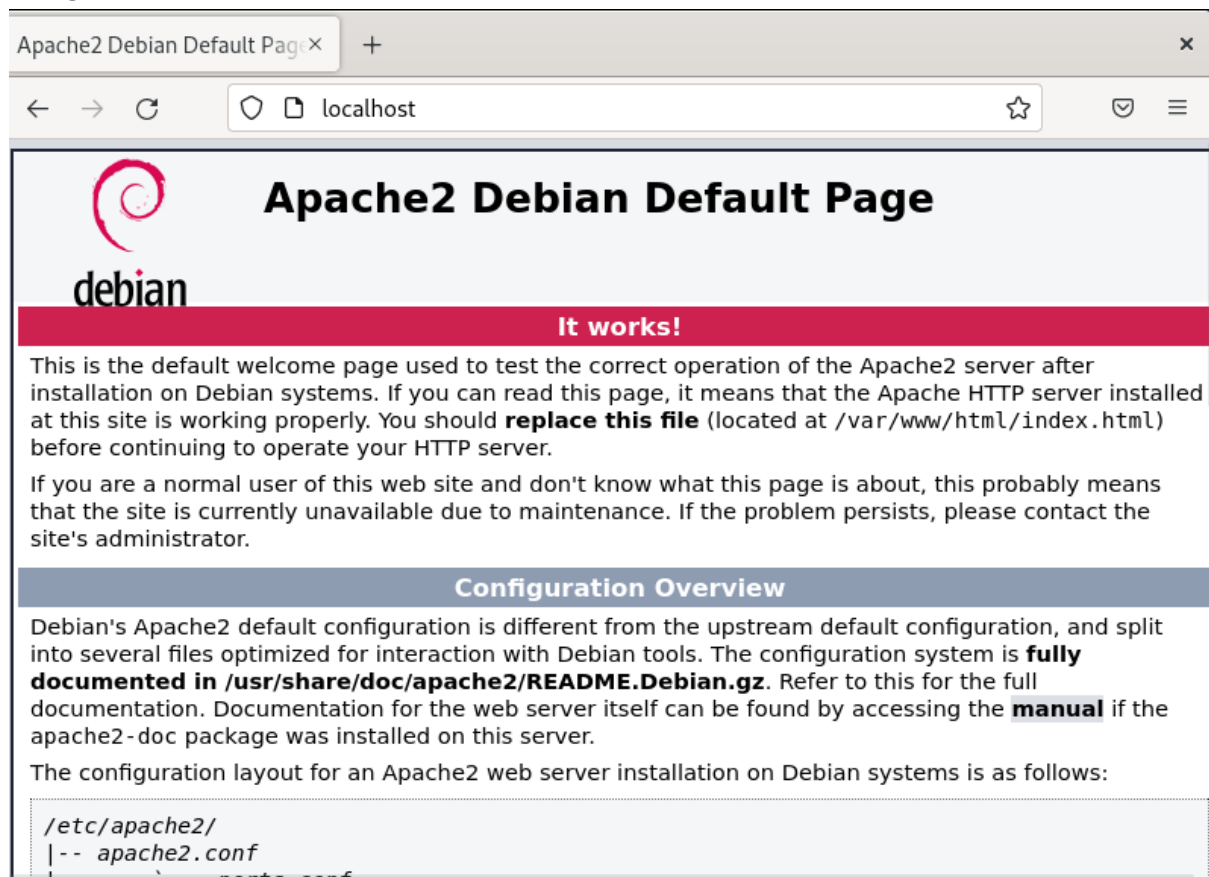 Apache2 Debian Default Page
localhost
debian
Apache2 Debian Default Page
It works!
This is the default welcome page used to test the correct operation of the Apache2 server after
installation on Debian systems. If you can read this page, it means that the Apache HTTP server installed
at this site is working properly. You should replace this file (located at /var/www/html/index.html)
before continuing to operate your HTTP server.
If you are a normal user of this web site and don't know what this page is about, this probably means
that the site is currently unavailable due to maintenance. If the problem persists, please contact the
site's administrator.
Configuration Overview
Debian's Apache2 default configuration is different from the upstream default configuration, and split
into several files optimized for interaction with Debian tools. The configuration system is fully
documented in /usr/share/doc/apache2/README.Debian.gz. Refer to this for the full
documentation. Documentation for the web server itself can be found by accessing the manual if the
apache2-doc package was installed on this server.
The configuration layout for an Apache2 web server installation on Debian systems is as follows:
/etc/apache2/
|-- apache2.conf